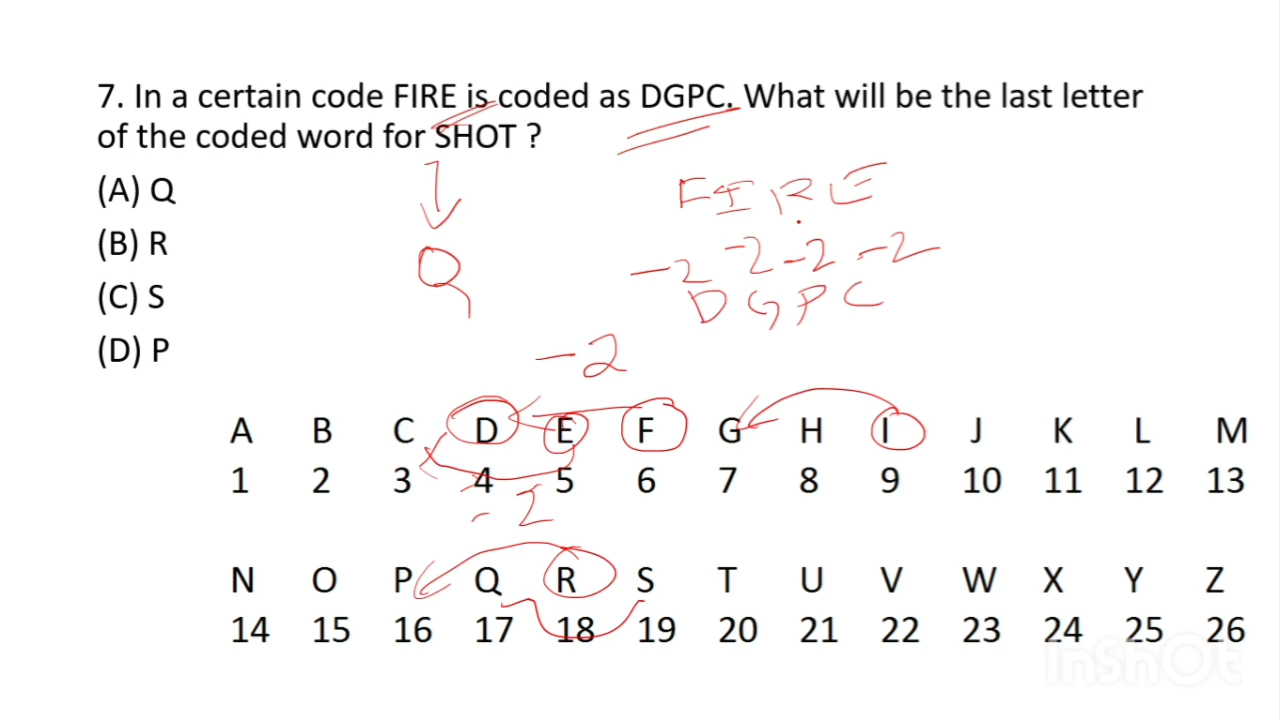 7. In a certain code FIRE is coded as DGPC. What will be the last letter
of the coded word for SHOT ?
(A) Q
(B) R
(C) S
(D) P
Q
FIRE
-2 -2 -2 -2
DGPC
-2
A B C D E F G H I J K L M
1 2 3 4 5 6 7 8 9 10 11 12 13
-2
N O P Q R S T U V W X Y Z
14 15 16 17 18 19 20 21 22 23 24 25 26
InshOt